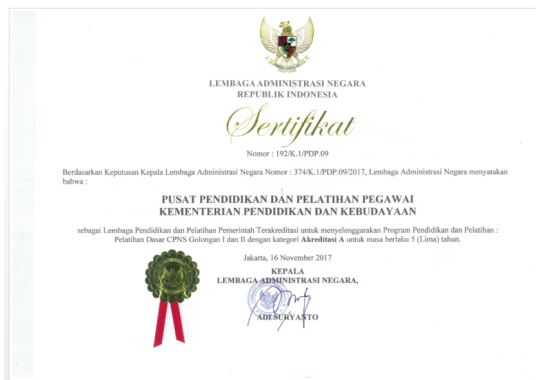 LEMBAGA ADMINISTRASI NEGARA
REPUBLIK INDONESIA
Sertifikat
Nomor : 192/K.1/PDP.09
Berdasarkan Keputusan Kepala Lembaga Administrasi Negara Nomor : 374/K.1/PDP.09/2017, Lembaga Administrasi Negara menyatakan
bahwa :
PUSAT PENDIDIKAN DAN PELATIHAN PEGAWAI
KEMENTERIAN PENDIDIKAN DAN KEBUDAYAAN
sebagai Lembaga Pendidikan dan Pelatihan Pemerintah Terakreditasi untuk menyelenggarakan Program Pendidikan dan Pelatihan :
Pelatihan Dasar CPNS Golongan I dan II dengan kategori Akreditasi A untuk masa berlaku 5 (Lima) tahun.
Jakarta, 16 November 2017
KEPALA
LEMBAGA ADMINISTRASI NEGARA,
ADI SURYANTO